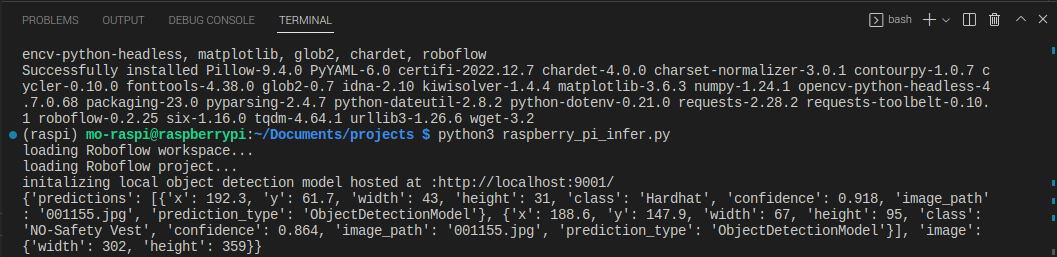 PROBLEMS OUTPUT DEBUG CONSOLE TERMINAL bash
encv-python-headless, matplotlib, glob2, chardet, roboflow
Successfully installed Pillow-9.4.0 PyYAML-6.0 certifi-2022.12.7 chardet-4.0.0 charset-normalizer-3.0.1 contourpy-1.0.7 c
ycler-0.10.0 fonttools-4.38.0 glob2-0.7 idna-2.10 kiwisolver-1.4.4 matplotlib-3.6.3 numpy-1.24.1 opencv-python-headless-4
.7.0.68 packaging-23.0 pyparsing-2.4.7 python-dateutil-2.8.2 python-dotenv-0.21.0 requests-2.28.2 requests-toolbelt-0.10.
1 roboflow-0.2.25 six-1.16.0 tqdm-4.64.1 urllib3-1.26.6 wget-3.2
(raspi) mo-raspi@raspberrypi:~/Documents/projects $ python3 raspberry_pi_infer.py
loading Roboflow workspace...
loading Roboflow project...
initalizing local object detection model hosted at :http://localhost:9001/
{'predictions': [{'x': 192.3, 'y': 61.7, 'width': 43, 'height': 31, 'class': 'Hardhat', 'confidence': 0.918, 'image_path'
: '001155.jpg', 'prediction_type': 'ObjectDetectionModel'}, {'x': 188.6, 'y': 147.9, 'width': 67, 'height': 95, 'class':
'NO-Safety Vest', 'confidence': 0.864, 'image_path': '001155.jpg', 'prediction_type': 'ObjectDetectionModel'}], 'image':
{'width': 302, 'height': 359}}